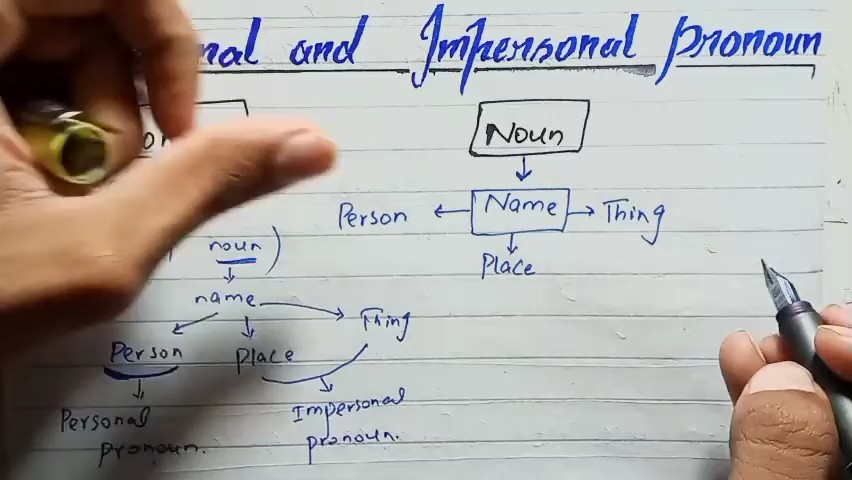 nal and Impersonal pronoun
Noun
Person Name Thing
Place
noun)
name
Thing
Person Place
Personal
pronoun.
Impersonal
pronoun.